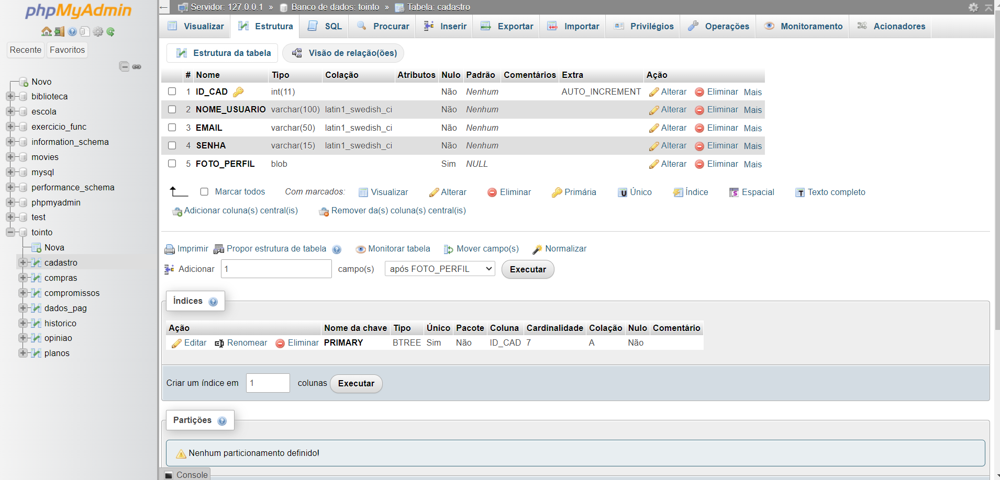 phpMyAdmin
Recente Favoritos
Novo
biblioteca
escola
exercicio_func
information_schema
movies
mysql
performance_schema
phpmyadmin
test
tointo
Nova
cadastro
compras
compromissos
dados_pag
historico
opiniao
planos
← Servidor: 127.0.0.1 » Banco de dados: tointo » Tabela: cadastro
Visualizar Estrutura SQL Procurar Inserir Exportar Importar Privilégios Operações Monitoramento Acionadores
Estrutura da tabela Visão de relação(ões)
# Nome Tipo Colação Atributos Nulo Padrão Comentários Extra Ação
1 ID_CAD int(11) Não Nenhum AUTO_INCREMENT Alterar Eliminar Mais
2 NOME_USUARIO varchar(100) latin1_swedish_ci Não Nenhum Alterar Eliminar Mais
3 EMAIL varchar(50) latin1_swedish_ci Não Nenhum Alterar Eliminar Mais
4 SENHA varchar(15) latin1_swedish_ci Não Nenhum Alterar Eliminar Mais
5 FOTO_PERFIL blob Sim NULL Alterar Eliminar Mais
Marcar todos Com marcados: Visualizar Alterar Eliminar Primária Único Índice Espacial Texto completo
Adicionar coluna(s) central(is) Remover da(s) coluna(s) central(is)
Imprimir Propor estrutura de tabela Monitorar tabela Mover campo(s) Normalizar
Adicionar 1 campo(s) após FOTO_PERFIL Executar
Índices
Ação Nome da chave Tipo Único Pacote Coluna Cardinalidade Colação Nulo Comentário
Editar Renomear Eliminar PRIMARY BTREE Sim Não ID_CAD 7 A Não
Criar um índice em 1 colunas Executar
Partições
Nenhum particionamento definido!
Console